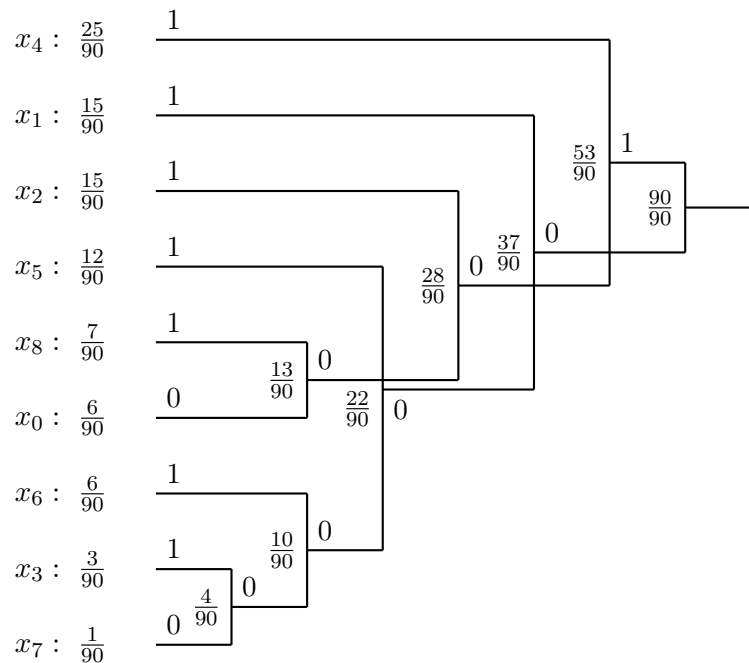 x₄ : 25/90 1
x₁ : 15/90 1
53/90 1
x₂ : 15/90 1
90/90
37/90 0
x₅ : 12/90 1
28/90 0
x₈ : 7/90 1
13/90 0
x₀ : 6/90 0
22/90 0
x₆ : 6/90 1
10/90 0
x₃ : 3/90 1
4/90 0
x₇ : 1/90 0